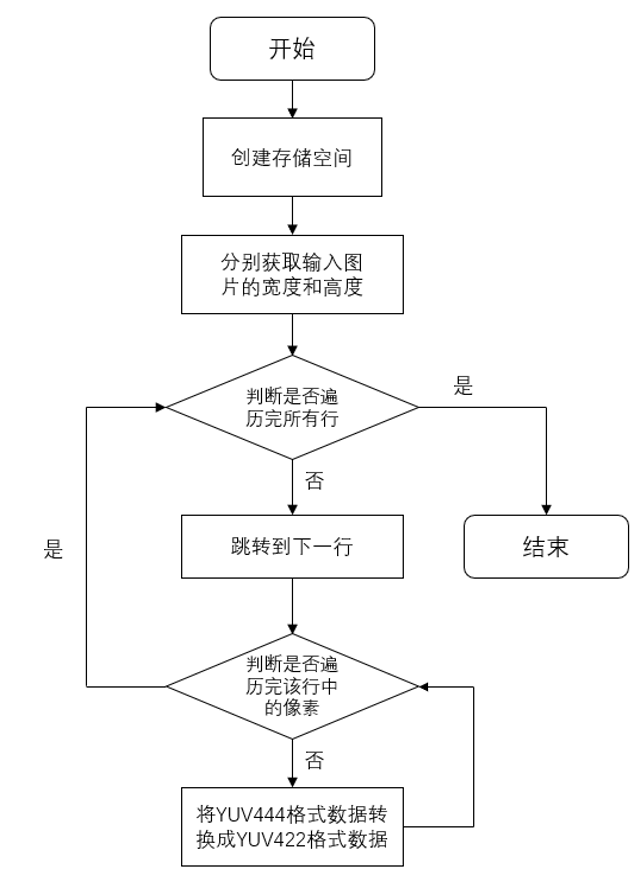 开始
创建存储空间
分别获取输入图
片的宽度和高度
判断是否遍
历完所有行
是
否
跳转到下一行
结束
是
判断是否遍
历完该行中
的像素
否
将YUV444格式数据转
换成YUV422格式数据